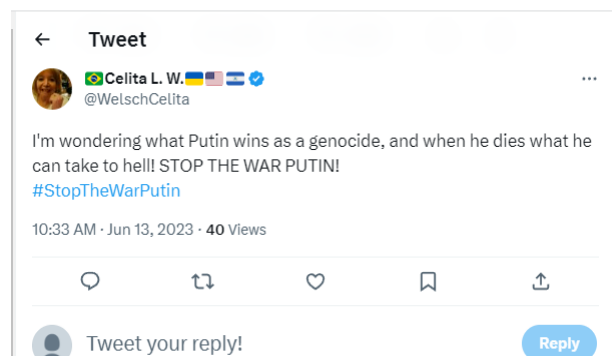 Tweet
Celita L. W.
@WelschCelita
I'm wondering what Putin wins as a genocide, and when he dies what he
can take to hell! STOP THE WAR PUTIN!
#StopTheWarPutin
10:33 AM · Jun 13, 2023 · 40 Views
Tweet your reply!
Reply